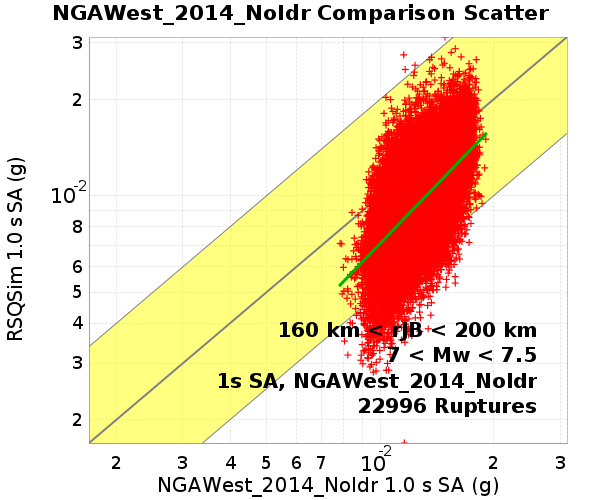 NGAWest_2014_NoIdr Comparison Scatter
3
2
10-2
8
6
5
4
3
2
RSQSim 1.0 s SA (g)
160 km < rJB < 200 km
7 < Mw < 7.5
1s SA, NGAWest_2014_NoIdr
22996 Ruptures
2 3 4 5 6 7 10-2 2 3
NGAWest_2014_NoIdr 1.0 s SA (g)